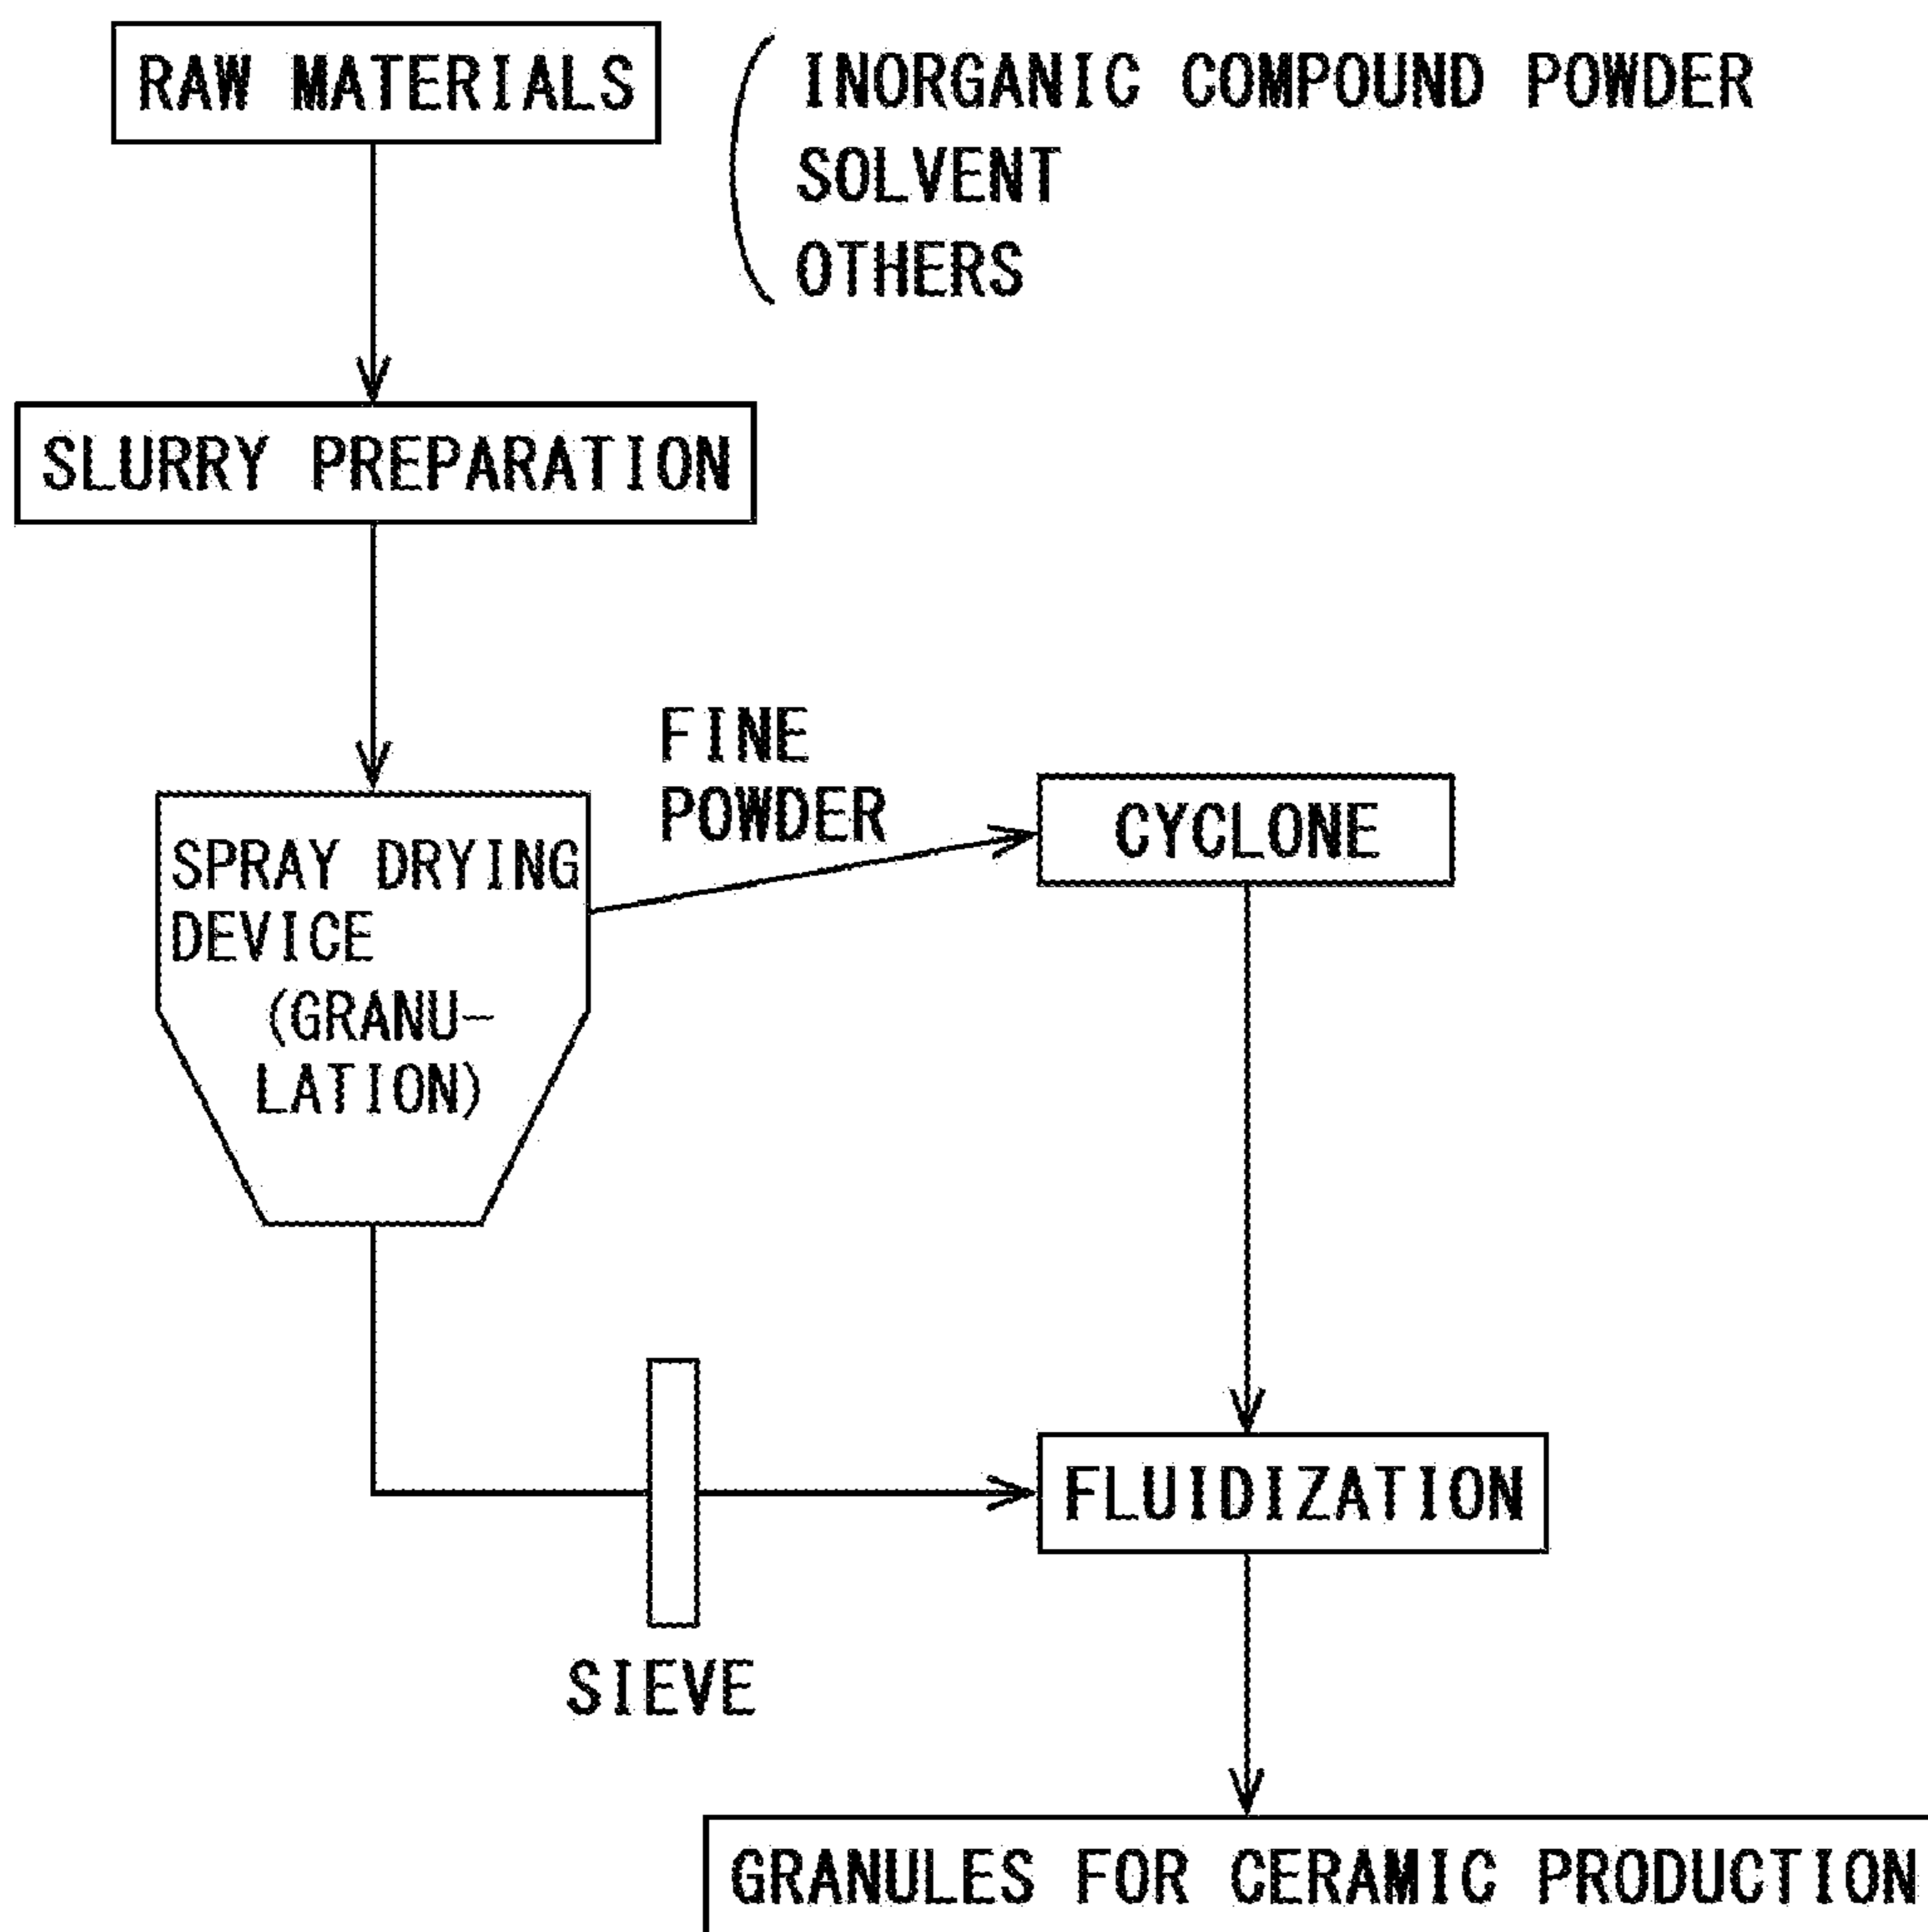 RAW MATERIALS
INORGANIC COMPOUND POWDER
SOLVENT
OTHERS
SLURRY PREPARATION
FINE
POWDER
CYCLONE
SPRAY DRYING
DEVICE
(GRANU-
LATION)
FLUIDIZATION
SIEVE
GRANULES FOR CERAMIC PRODUCTION